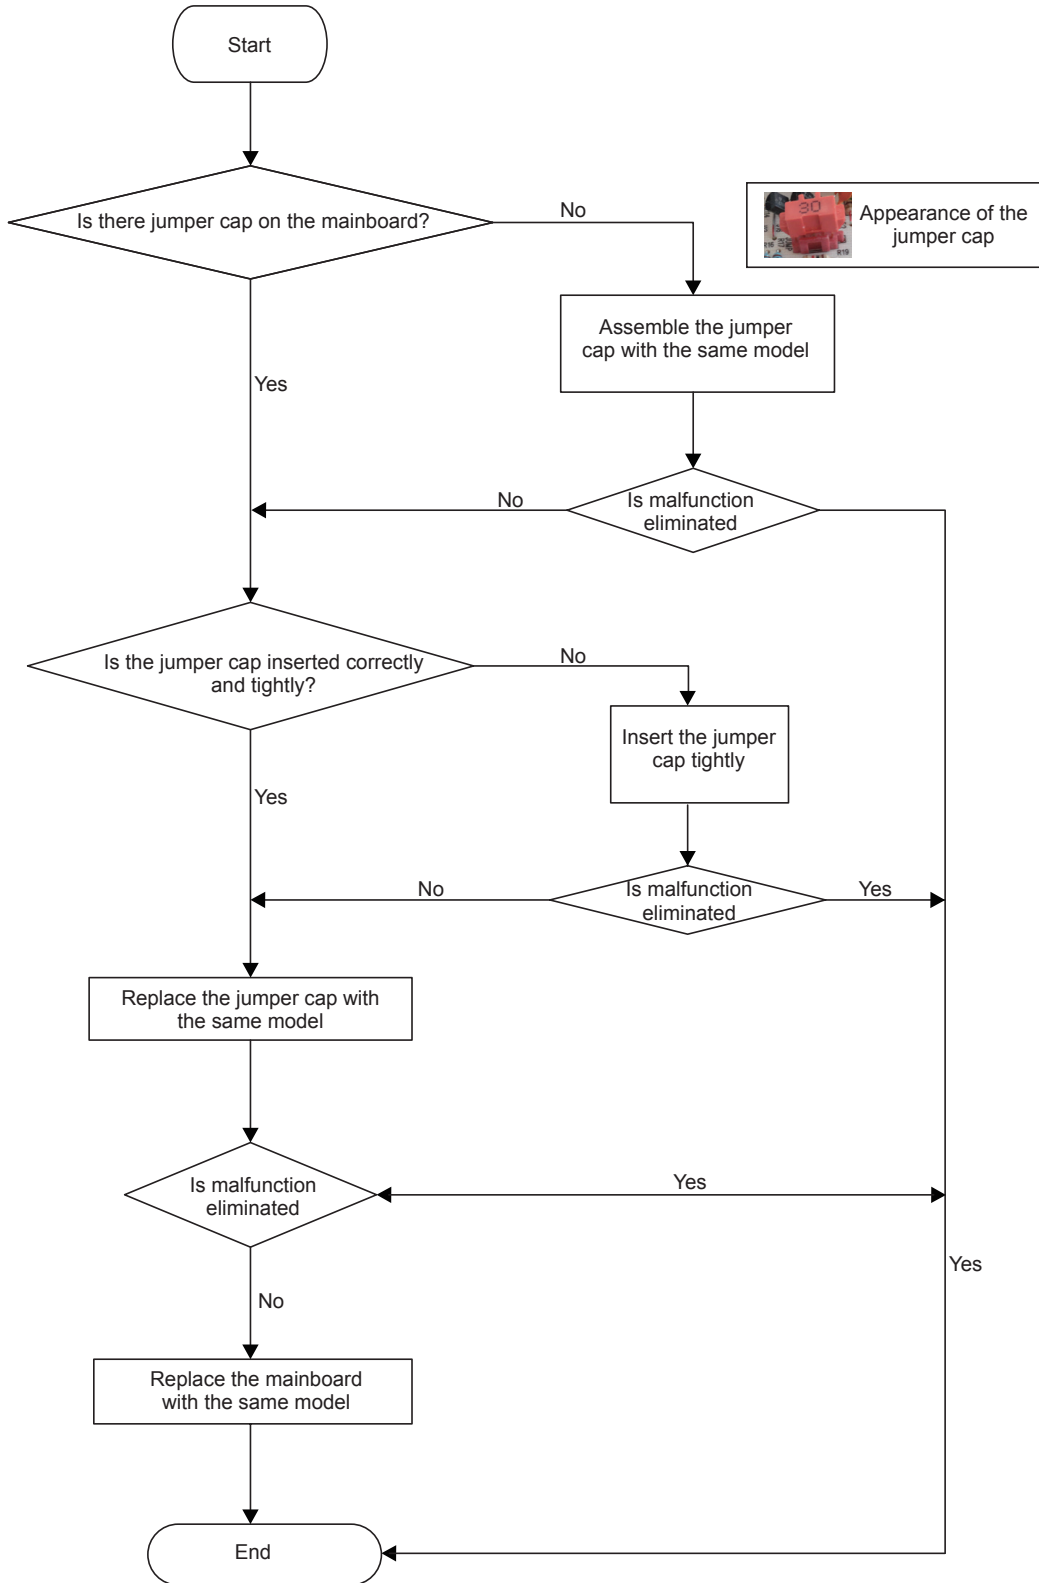 Start
Is there jumper cap on the mainboard?
No
30
R19
Appearance of the
jumper cap
Assemble the jumper
cap with the same model
Yes
No
Is malfunction
eliminated
Is the jumper cap inserted correctly
and tightly?
No
Insert the jumper
cap tightly
Yes
No
Is malfunction
eliminated
Yes
Replace the jumper cap with
the same model
Is malfunction
eliminated
Yes
Yes
No
Replace the mainboard
with the same model
End